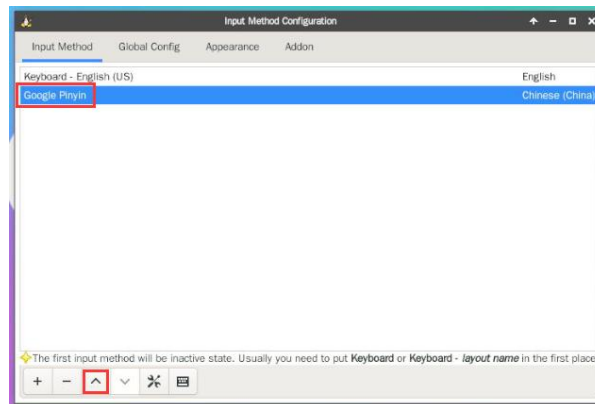 Input Method Configuration
Input Method Global Config Appearance Addon
Keyboard - English (US) English
Google Pinyin Chinese (China)
The first input method will be inactive state. Usually you need to put Keyboard or Keyboard - layout name in the first place